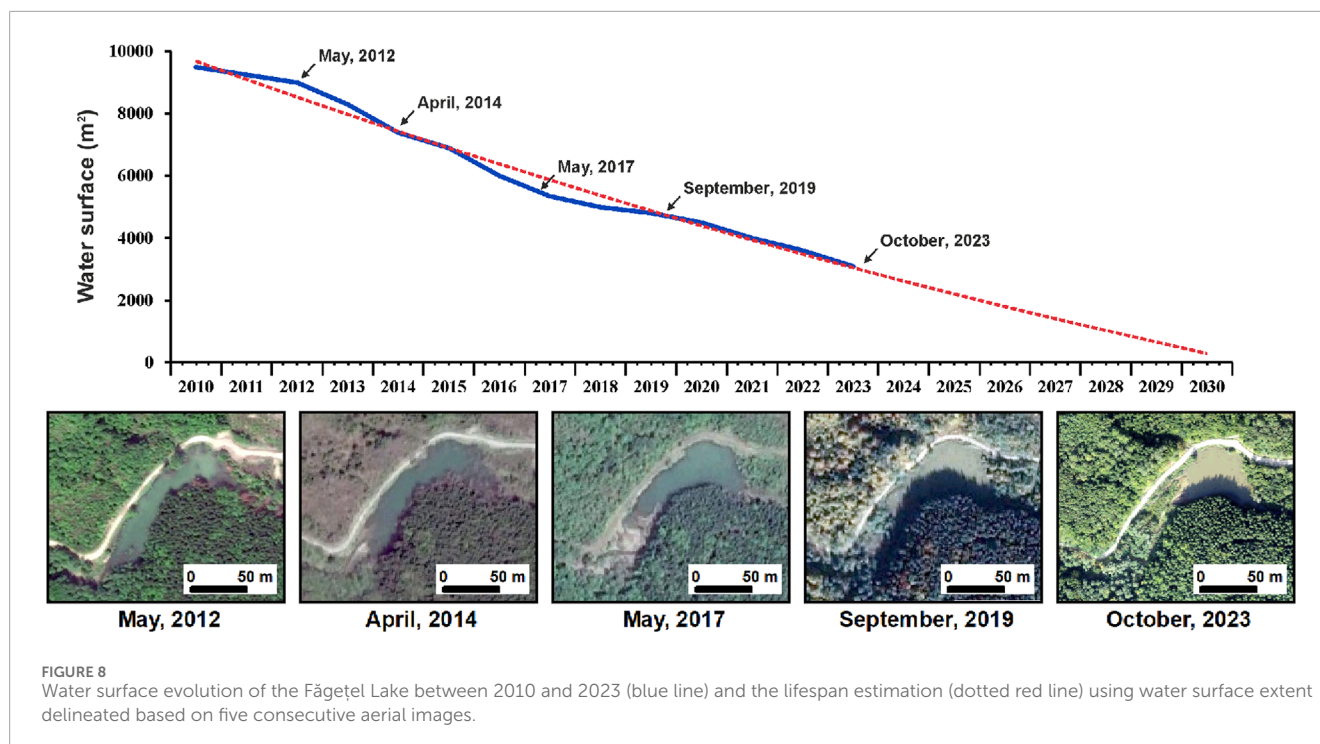 Water surface (m²)
10000
8000
6000
4000
2000
0
May, 2012
April, 2014
May, 2017
September, 2019
October, 2023
2010 2011 2012 2013 2014 2015 2016 2017 2018 2019 2020 2021 2022 2023 2024 2025 2026 2027 2028 2029 2030
0 50 m
0 50 m
0 50 m
0 50 m
0 50 m
May, 2012
April, 2014
May, 2017
September, 2019
October, 2023
FIGURE 8
Water surface evolution of the Făgețel Lake between 2010 and 2023 (blue line) and the lifespan estimation (dotted red line) using water surface extent
delineated based on five consecutive aerial images.